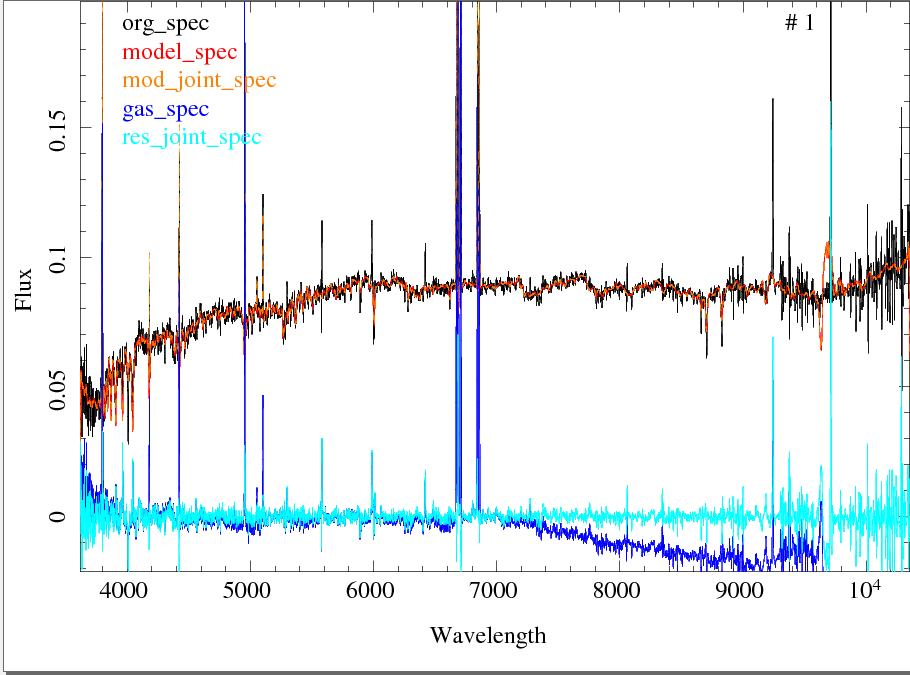 org_spec
# 1
model_spec
mod_joint_spec
gas_spec
res_joint_spec
0.15
0.1
0.05
0
Flux
4000 5000 6000 7000 8000 9000 10⁴
Wavelength